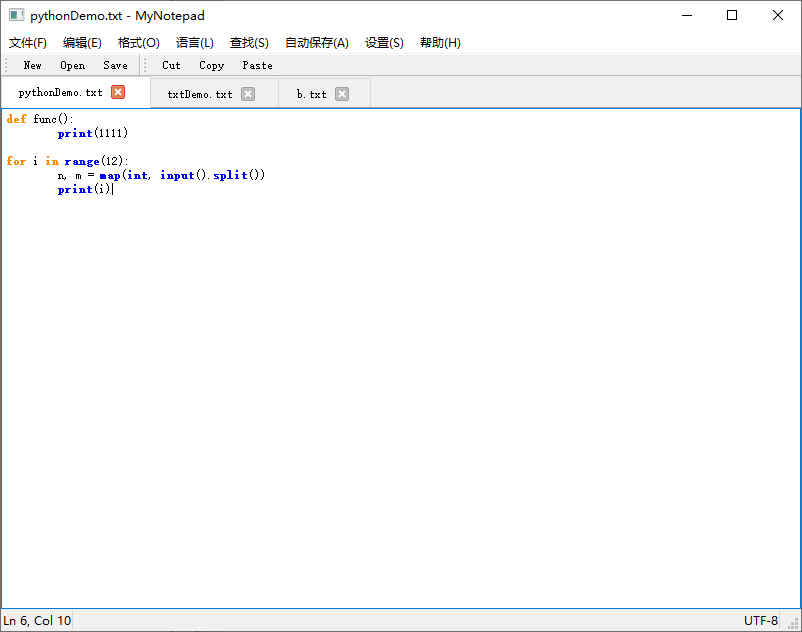 pythonDemo.txt - MyNotepad
文件(F) 编辑(E) 格式(O) 语言(L) 查找(S) 自动保存(A) 设置(S) 帮助(H)
New Open Save Cut Copy Paste
pythonDemo.txt txtDemo.txt b.txt
def func():
        print(1111)
for i in range(12):
        n, m = map(int, input().split())
        print(i)
Ln 6, Col 10 UTF-8